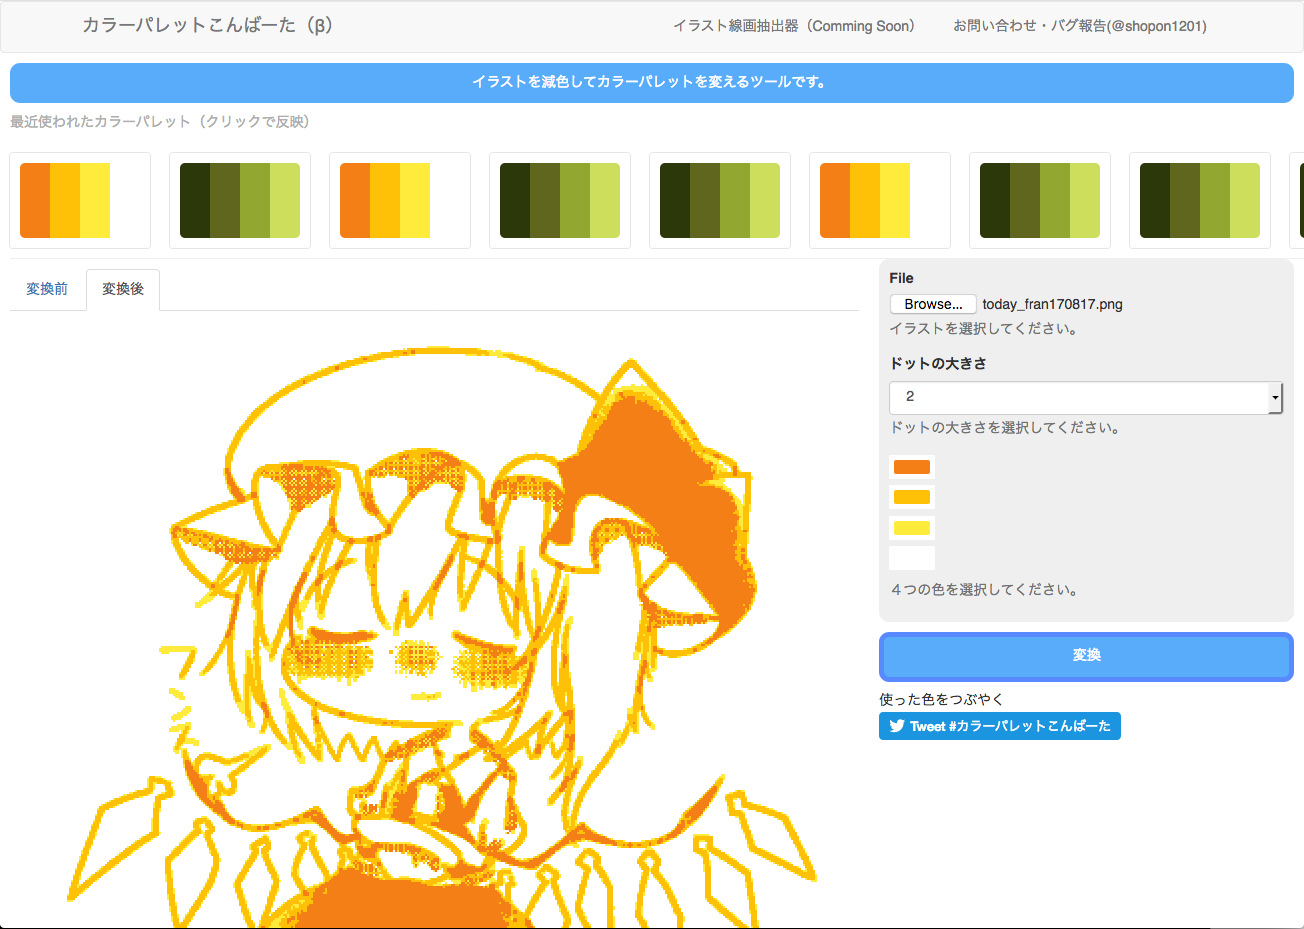 カラーパレットこんばーた（β）
イラスト線画抽出器（Comming Soon）
お問い合わせ・バグ報告(@shopon1201)
イラストを減色してカラーパレットを変えるツールです。
最近使われたカラーパレット（クリックで反映）
変換前
変換後
File
Browse... today_fran170817.png
イラストを選択してください。
ドットの大きさ
2
ドットの大きさを選択してください。
４つの色を選択してください。
変換
使った色をつぶやく
Tweet #カラーパレットこんばーた